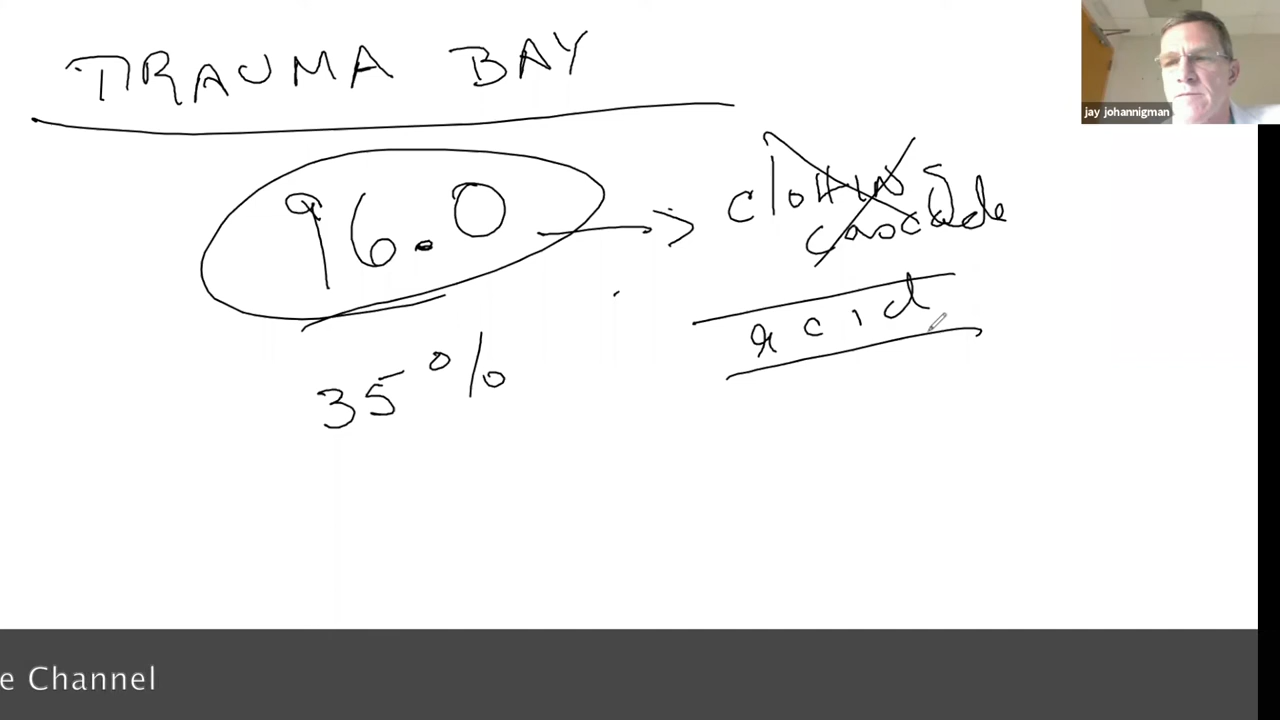 TRAUMA BAY
jay johannigman
96.0 → clotting
cascade
acid
35%
e Channel